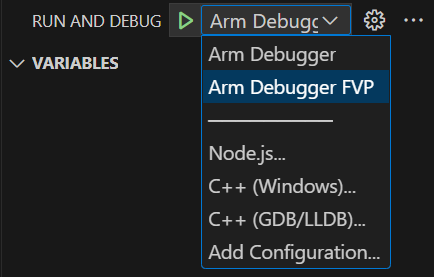 RUN AND DEBUG Arm Debugg
VARIABLES
Arm Debugger
Arm Debugger FVP
Node.js...
C++ (Windows)...
C++ (GDB/LLDB)...
Add Configuration...